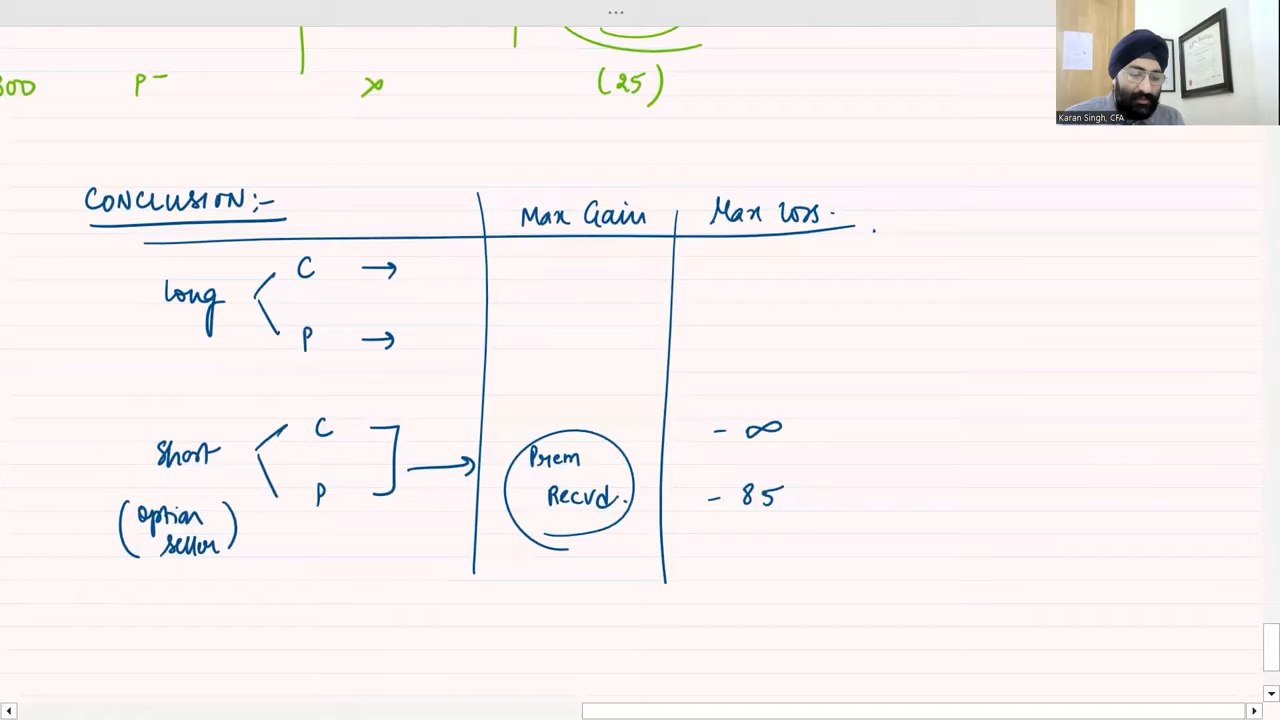 300 P- x (25)
Karan Singh, CFA
CONCLUSION:-
Max Gain Max Loss.
Long C →
P →
Short C - ∞
Prem
Recvd.
P - 85
(option
seller)